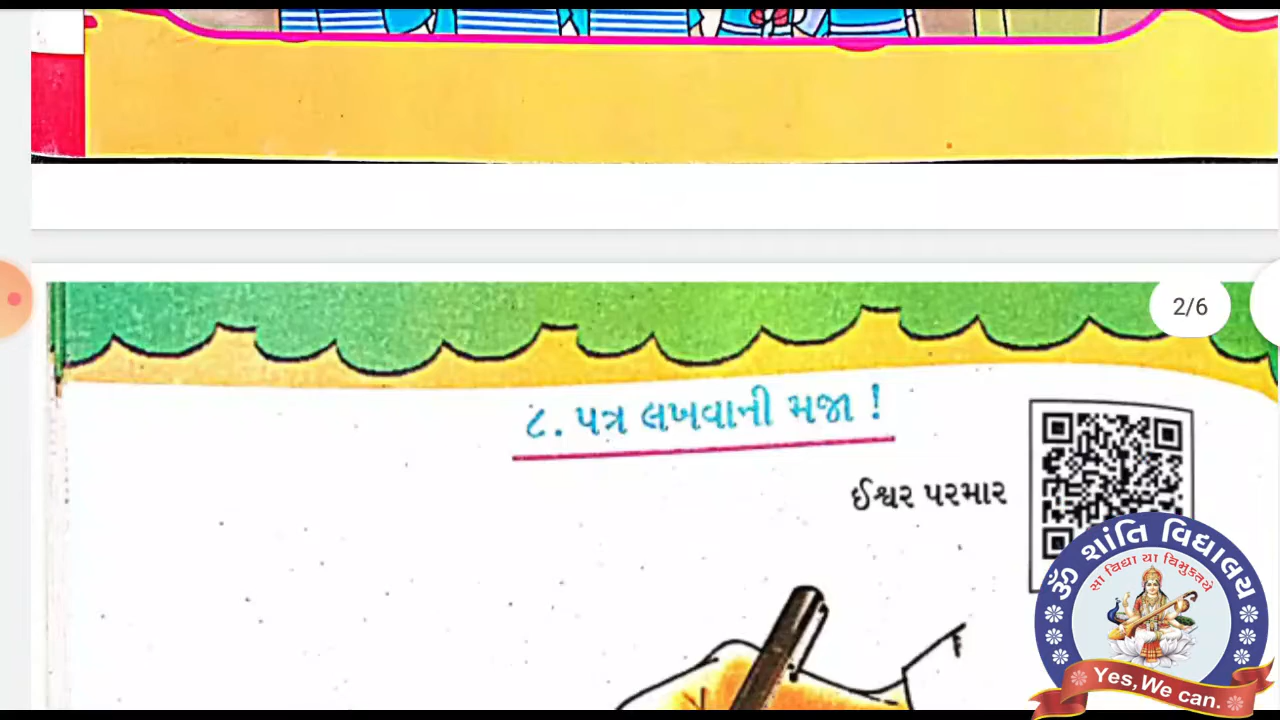 2/6
૮. પત્ર લખવાની મજા !
ઈશ્વર પરમાર
ૐ શાંતિ વિદ્યાલય
સા વિદ્યા યા વિમુક્તયે
Yes, We can.